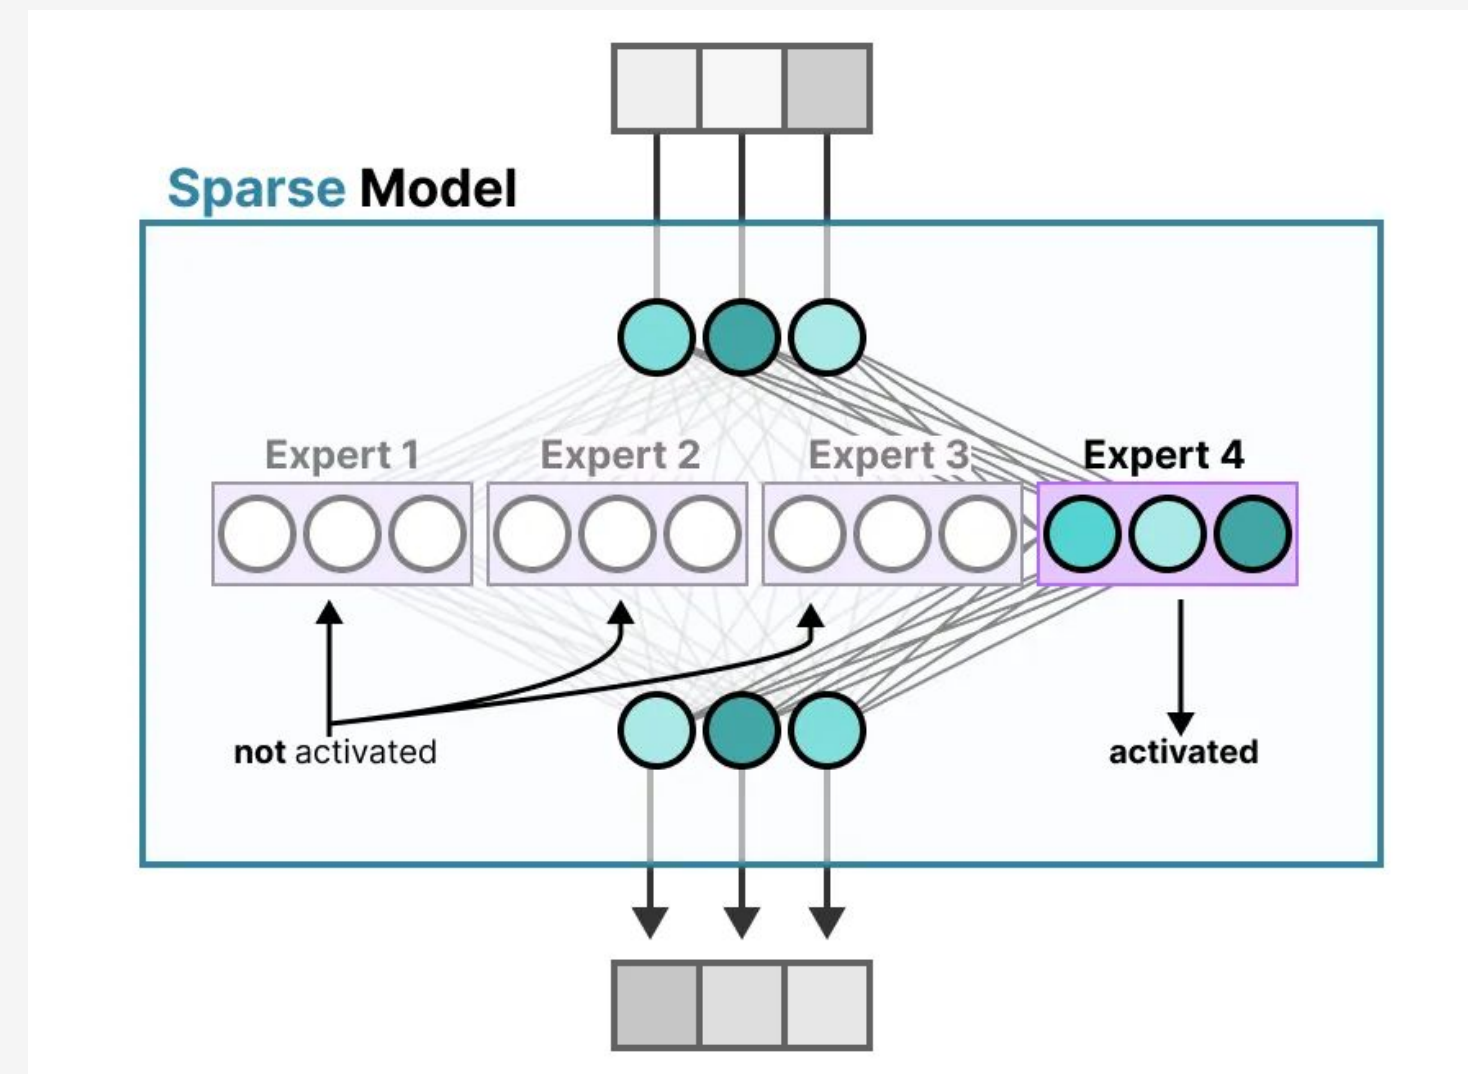 Sparse Model
Expert 1
Expert 2
Expert 3
Expert 4
not activated
activated